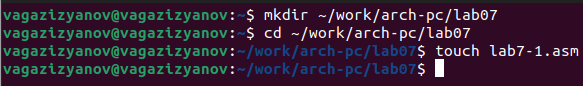 vagazizyanov@vagazizyanov:~$ mkdir ~/work/arch-pc/lab07
vagazizyanov@vagazizyanov:~$ cd ~/work/arch-pc/lab07
vagazizyanov@vagazizyanov:~/work/arch-pc/lab07$ touch lab7-1.asm
vagazizyanov@vagazizyanov:~/work/arch-pc/lab07$